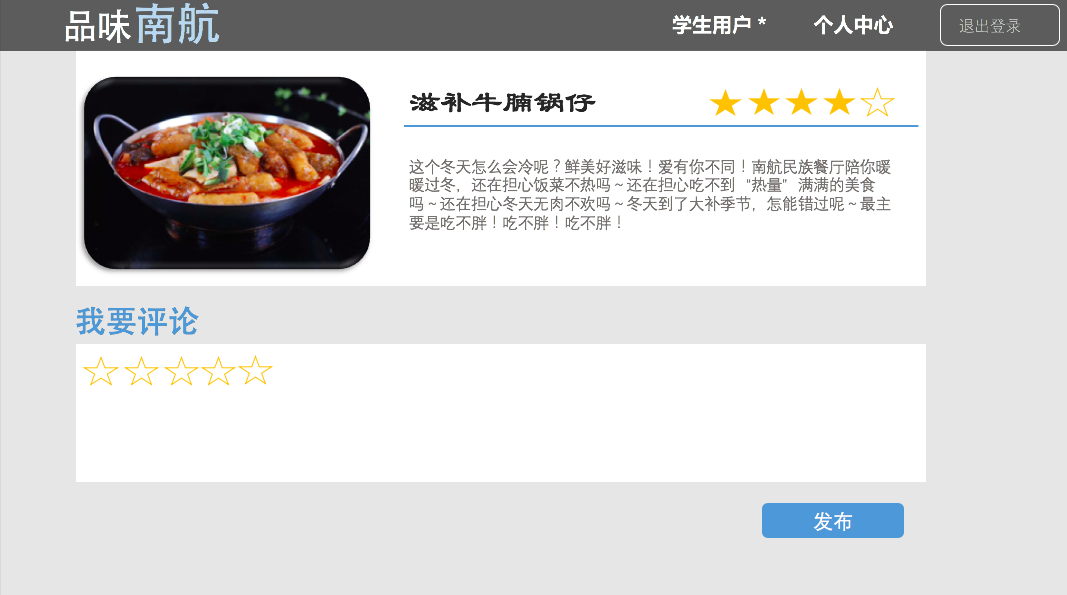 品味南航 学生用户 * 个人中心 退出登录
滋补牛腩锅仔
这个冬天怎么会冷呢？鲜美好滋味！爱有你不同！南航民族餐厅陪你暖
暖过冬，还在担心饭菜不热吗～还在担心吃不到“热量”满满的美食
吗～还在担心冬天无肉不欢吗～冬天到了大补季节，怎能错过呢～最主
要是吃不胖！吃不胖！吃不胖！
我要评论
发布